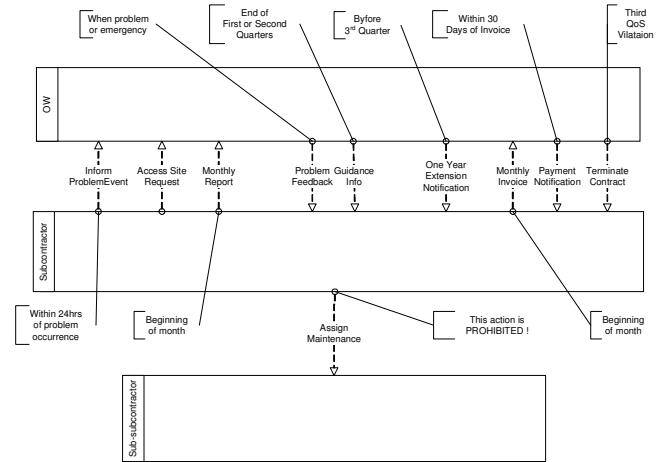 When problem
or emergency
End of
First or Second
Quarters
Byfore
3rd Quarter
Within 30
Days of Invoice
Third
QoS
Vilataion
OW
Inform
ProblemEvent
Access Site
Request
Monthly
Report
Problem
Feedback
Guidance
Info
One Year
Extension
Notification
Monthly
Invoice
Payment
Notification
Terminate
Contract
Subcontractor
Within 24hrs
of problem
occurrence
Beginning
of month
Assign
Maintenance
This action is
PROHIBITED !
Beginning
of month
Sub-subcontractor